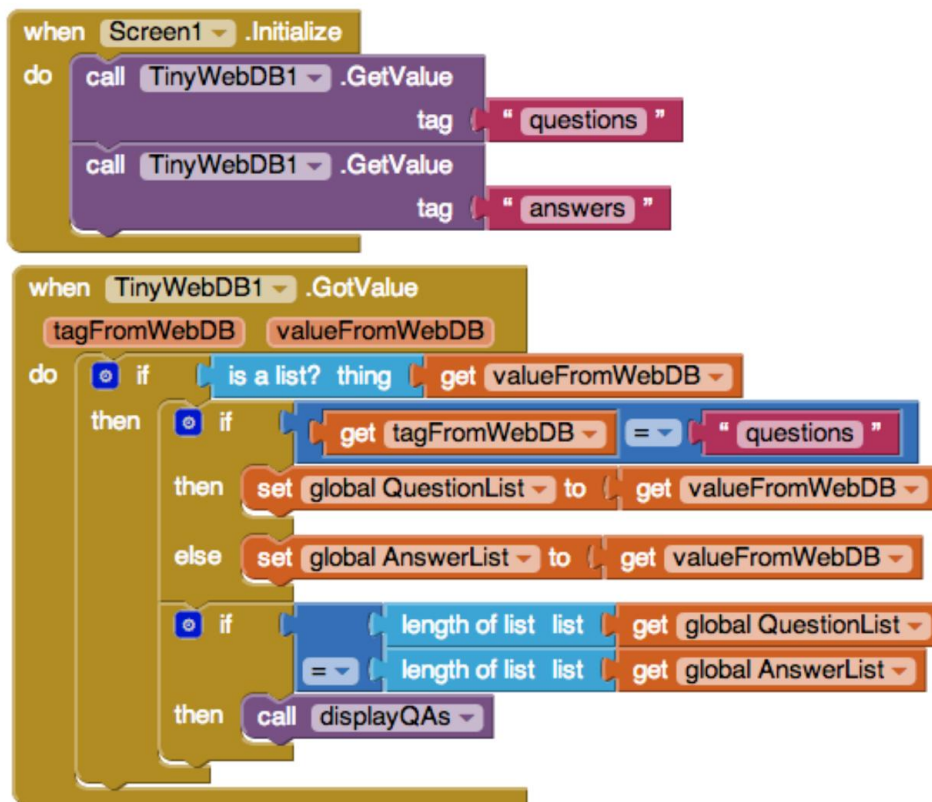 when Screen1 .Initialize
do call TinyWebDB1 .GetValue
tag " questions "
call TinyWebDB1 .GetValue
tag " answers "
when TinyWebDB1 .GotValue
tagFromWebDB valueFromWebDB
do if is a list? thing get valueFromWebDB
then if get tagFromWebDB = " questions "
then set global QuestionList to get valueFromWebDB
else set global AnswerList to get valueFromWebDB
if length of list list get global QuestionList
= length of list list get global AnswerList
then call displayQAs